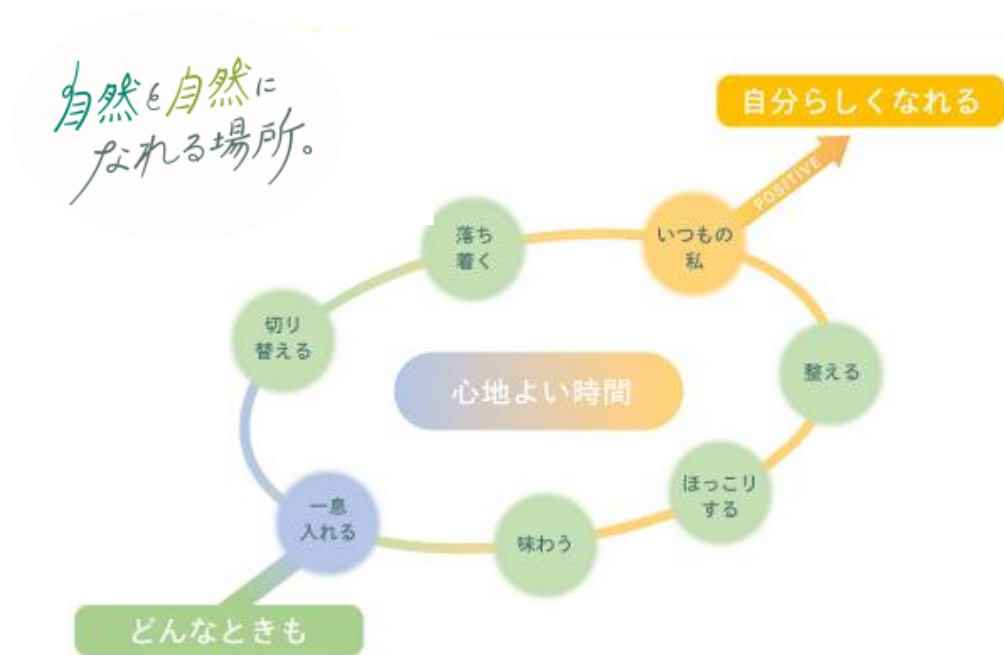 自然と自然に
なれる場所。
自分らしくなれる
POSITIVE
いつもの
私
落ち
着く
切り
替える
整える
心地よい時間
ほっこり
する
一息
入れる
味わう
どんなときも